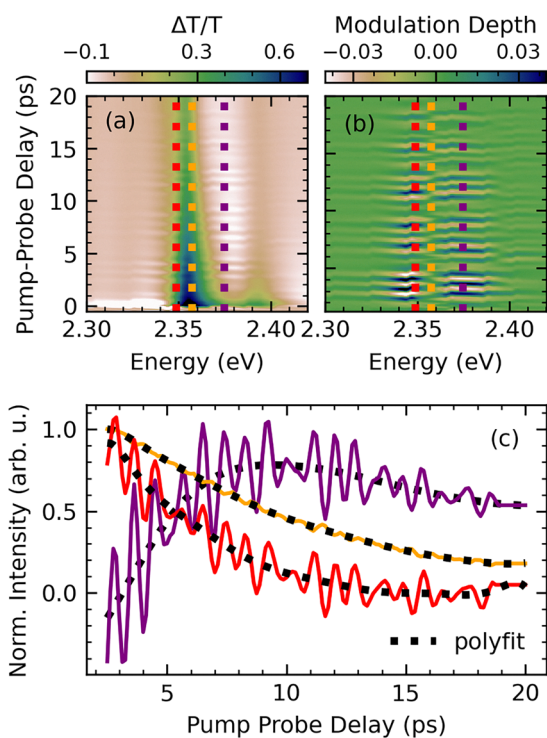 ΔT/T
Modulation Depth
−0.1 0.3 0.6
−0.03 0.00 0.03
Pump-Probe Delay (ps)
20
15
10
5
0
(a)
(b)
2.30 2.35 2.40
2.30 2.35 2.40
Energy (eV)
Energy (eV)
Norm. Intensity (arb. u.)
1.0
0.5
0.0
(c)
polyfit
5 10 15 20
Pump Probe Delay (ps)